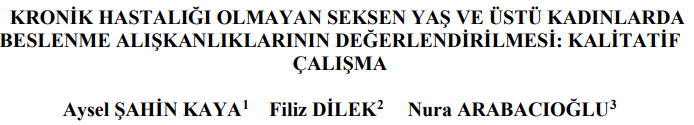 KRONİK HASTALIĞI OLMAYAN SEKSEN YAŞ VE ÜSTÜ KADINLARDA
BESLENME ALIŞKANLIKLARININ DEĞERLENDİRİLMESİ: KALİTATİF
ÇALIŞMA
Aysel ŞAHİN KAYA¹ Filiz DİLEK² Nura ARABACIOĞLU³